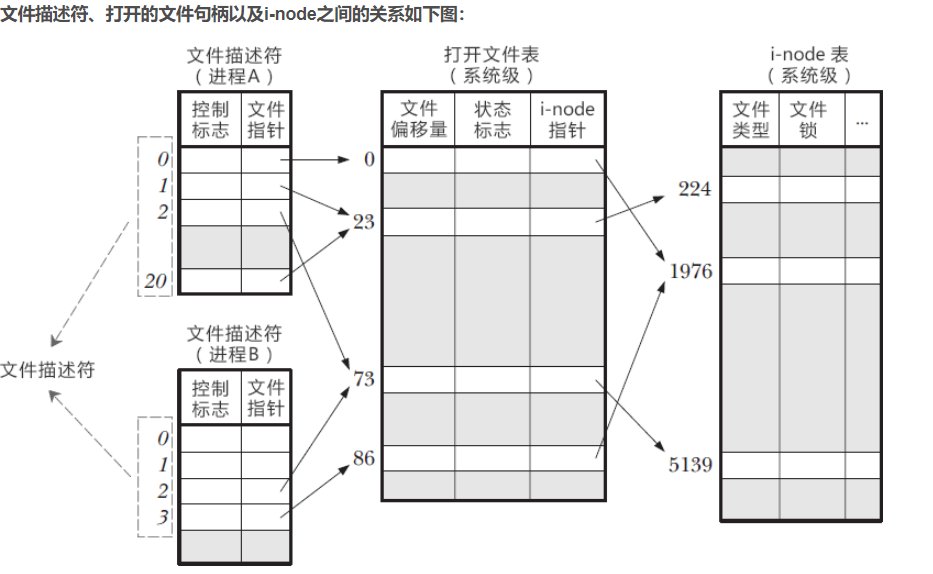 文件描述符、打开的文件句柄以及i-node之间的关系如下图：
文件描述符
（进程A）
控制
标志
文件
指针
0
1
2
20
文件描述符
文件描述符
（进程B）
控制
标志
文件
指针
0
1
2
3
打开文件表
（系统级）
文件
偏移量
状态
标志
i-node
指针
0
23
73
86
i-node 表
（系统级）
文件
类型
文件
锁
...
224
1976
5139